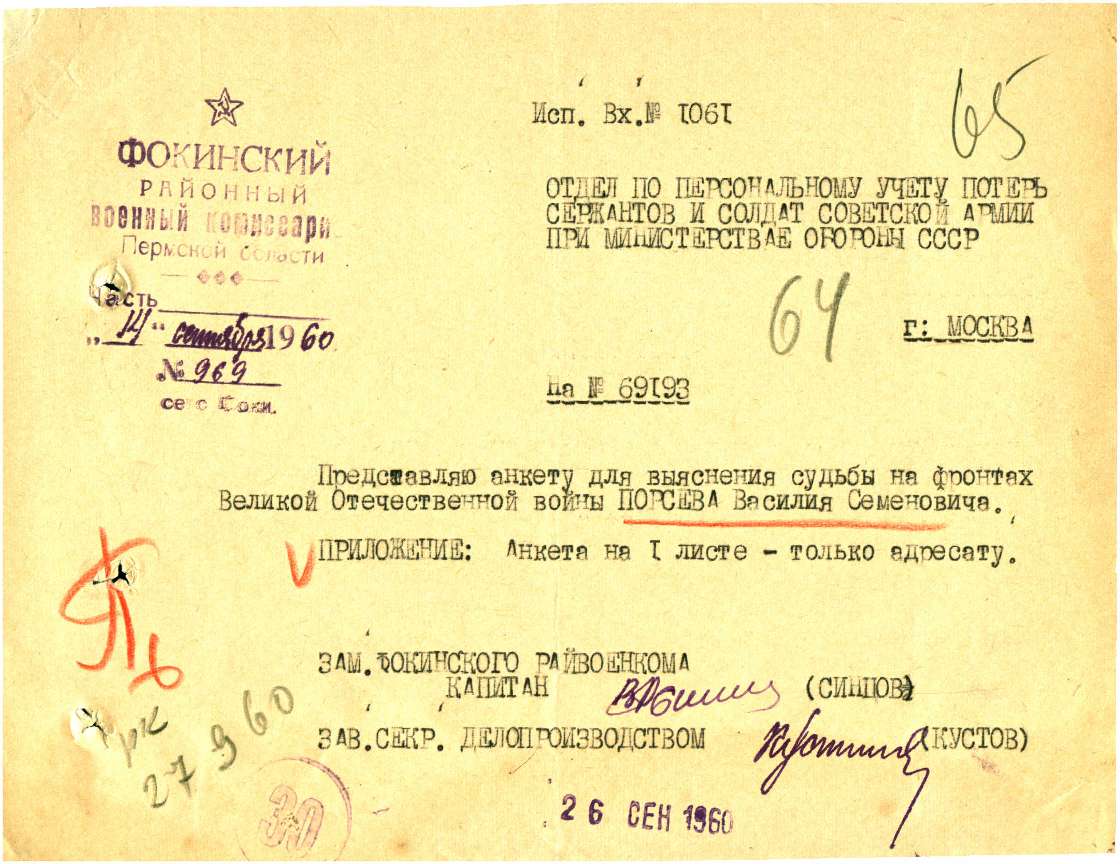 Исп. Вх.№ 1061
65
ФОКИНСКИЙ
РАЙОННЫЙ
ВОЕННЫЙ КОМИССАРИ
Пермской области
Часть
„14" сентября 1960
№ 969
село Фоки.
ОТДЕЛ ПО ПЕРСОНАЛЬНОМУ УЧЕТУ ПОТЕРЬ
СЕРЖАНТОВ И СОЛДАТ СОВЕТСКОЙ АРМИИ
ПРИ МИНИСТЕРСТВАЕ ОБОРОНЫ СССР
64
г: МОСКВА
На № 69193
Представляю анкету для выяснения судьбы на фронтах
Великой Отечественной войны ПОРСЕВА Василия Семеновича.
ПРИЛОЖЕНИЕ: Анкета на I листе – только адресату.
ЗАМ.ФОКИНСКОГО РАЙВОЕНКОМА
КАПИТАН (СИНЦОВ)
ЗАВ.СЕКР. ДЕЛОПРОИЗВОДСТВОМ (КУСТОВ)
27 9 60
30
26 СЕН 1960